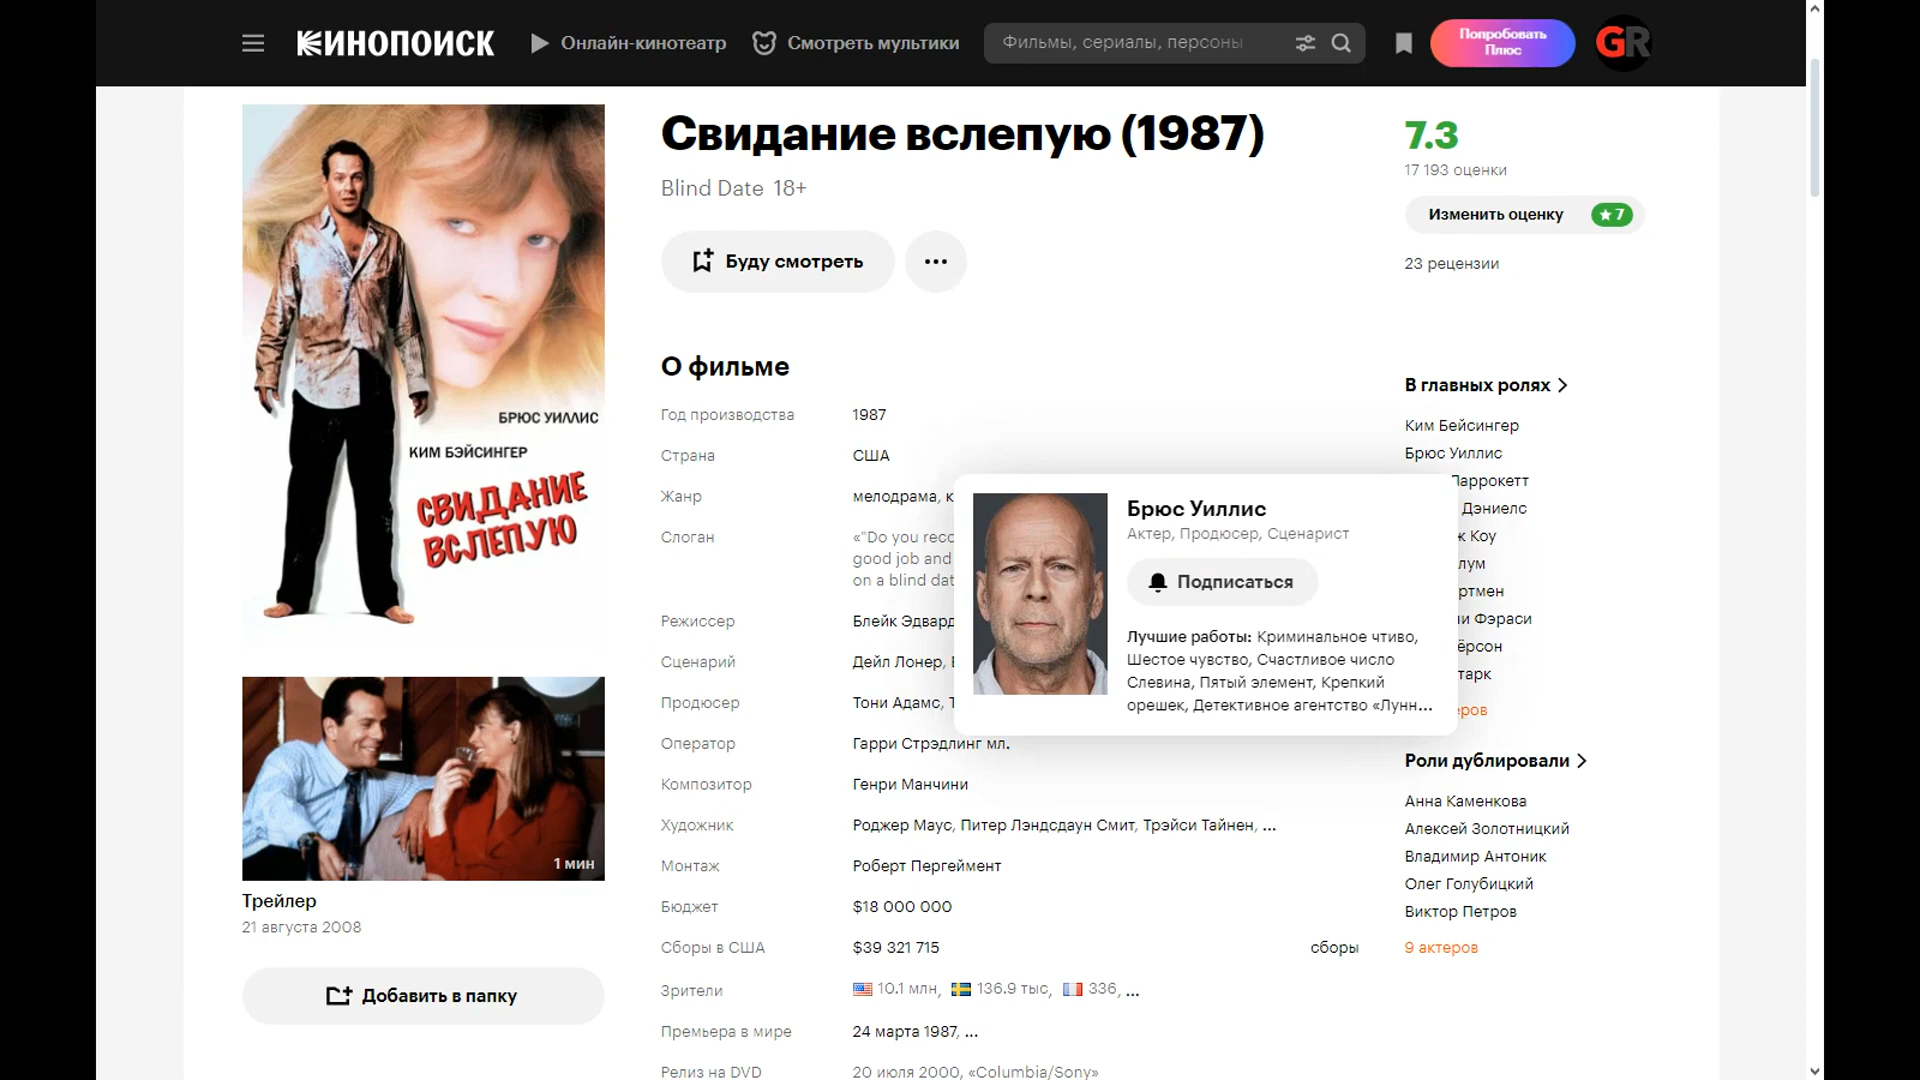 КИНОПОИСК
Онлайн-кинотеатр
Смотреть мультики
Фильмы, сериалы, персоны
Попробовать
Плюс
GR
Свидание вслепую (1987)
Blind Date 18+
Буду смотреть
7.3
17 193 оценки
Изменить оценку
7
23 рецензии
БРЮС УИЛЛИС
КИМ БЭЙСИНГЕР
СВИДАНИЕ
ВСЛЕПУЮ
1 мин
Трейлер
21 августа 2008
Добавить в папку
О фильме
Год производства 1987
Страна США
Жанр мелодрама, к
Слоган «"Do you reco
good job and
on a blind dat
Режиссер Блейк Эдвард
Сценарий Дейл Лонер,
Продюсер Тони Адамс,
Оператор Гарри Стрэдлинг мл.
Композитор Генри Манчини
Художник Роджер Маус, Питер Лэндсдаун Смит, Трэйси Тайнен, ...
Монтаж Роберт Пергеймент
Бюджет $18 000 000
Сборы в США $39 321 715 сборы
Зрители 10.1 млн, 136.9 тыс, 336, ...
Премьера в мире 24 марта 1987, ...
Релиз на DVD 20 июля 2000, «Columbia/Sony»
Брюс Уиллис
Актер, Продюсер, Сценарист
Подписаться
Лучшие работы: Криминальное чтиво,
Шестое чувство, Счастливое число
Слевина, Пятый элемент, Крепкий
орешек, Детективное агентство «Лунн...
В главных ролях
Ким Бейсингер
Брюс Уиллис
Ларрокетт
Дэниелс
ж Коу
лум
ртмен
ии Фэраси
ёрсон
тарк
еров
Роли дублировали
Анна Каменкова
Алексей Золотницкий
Владимир Антоник
Олег Голубицкий
Виктор Петров
9 актеров